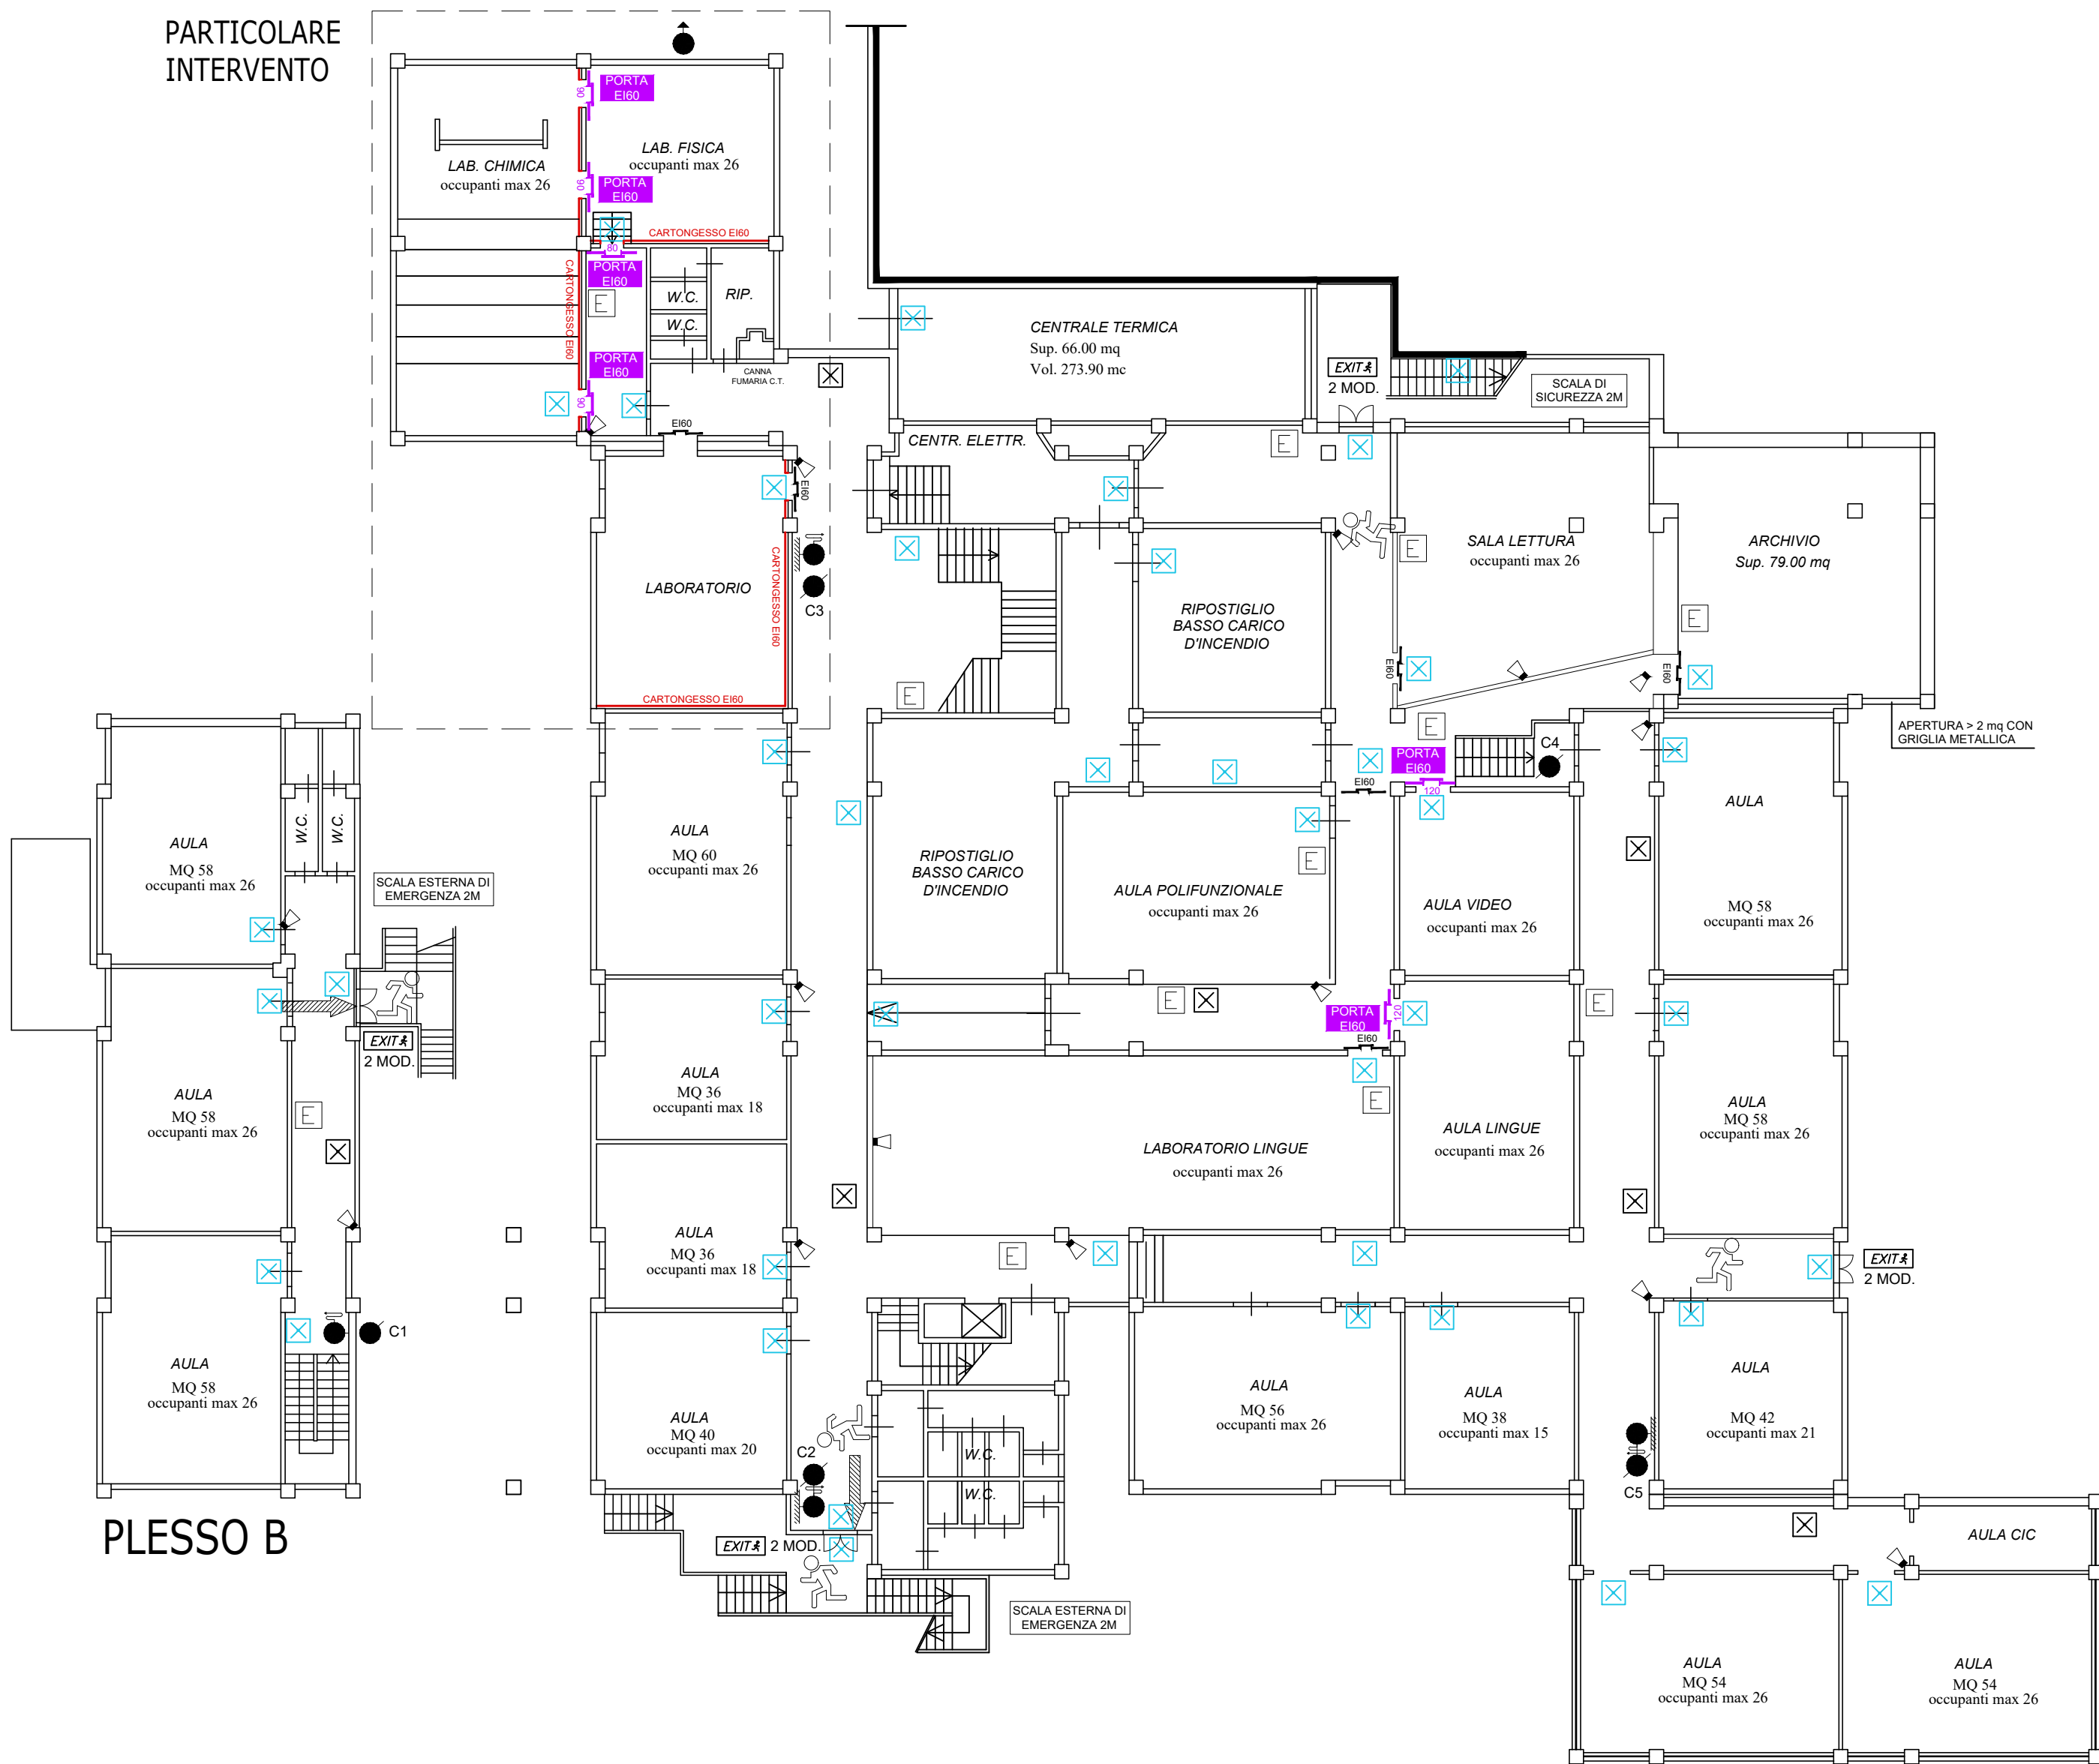 PARTICOLARE
INTERVENTO
PORTA
EI60
90
LAB. CHIMICA
occupanti max 26
LAB. FISICA
occupanti max 26
PORTA
EI60
90
CARTONGESSO EI60
80
PORTA
EI60
E
CARTONGESSO EI60
W.C.
W.C.
RIP.
PORTA
EI60
90
CANNA
FUMARIA C.T.
EI60
CENTRALE TERMICA
Sup. 66.00 mq
Vol. 273.90 mc
EXIT
2 MOD.
SCALA DI
SICUREZZA 2M
CENTR. ELETTR.
E
EI60
LABORATORIO
CARTONGESSO EI60
CARTONGESSO EI60
C3
E
RIPOSTIGLIO
BASSO CARICO
D'INCENDIO
E
SALA LETTURA
occupanti max 26
EI60
ARCHIVIO
Sup. 79.00 mq
E
EI60
APERTURA > 2 mq CON
GRIGLIA METALLICA
E
C4
PORTA
EI60
120
EI60
AULA
MQ 58
occupanti max 26
W.C.
W.C.
SCALA ESTERNA DI
EMERGENZA 2M
EXIT
2 MOD.
AULA
MQ 58
occupanti max 26
E
AULA
MQ 58
occupanti max 26
C1
PLESSO B
AULA
MQ 60
occupanti max 26
RIPOSTIGLIO
BASSO CARICO
D'INCENDIO
AULA POLIFUNZIONALE
occupanti max 26
E
AULA VIDEO
occupanti max 26
AULA
MQ 58
occupanti max 26
AULA
MQ 36
occupanti max 18
E
PORTA
EI60
120
EI60
E
E
LABORATORIO LINGUE
occupanti max 26
AULA LINGUE
occupanti max 26
AULA
MQ 58
occupanti max 26
AULA
MQ 36
occupanti max 18
E
EXIT
2 MOD.
AULA
MQ 40
occupanti max 20
C2
W.C.
W.C.
AULA
MQ 56
occupanti max 26
AULA
MQ 38
occupanti max 15
AULA
MQ 42
occupanti max 21
C5
EXIT
2 MOD.
SCALA ESTERNA DI
EMERGENZA 2M
AULA CIC
AULA
MQ 54
occupanti max 26
AULA
MQ 54
occupanti max 26